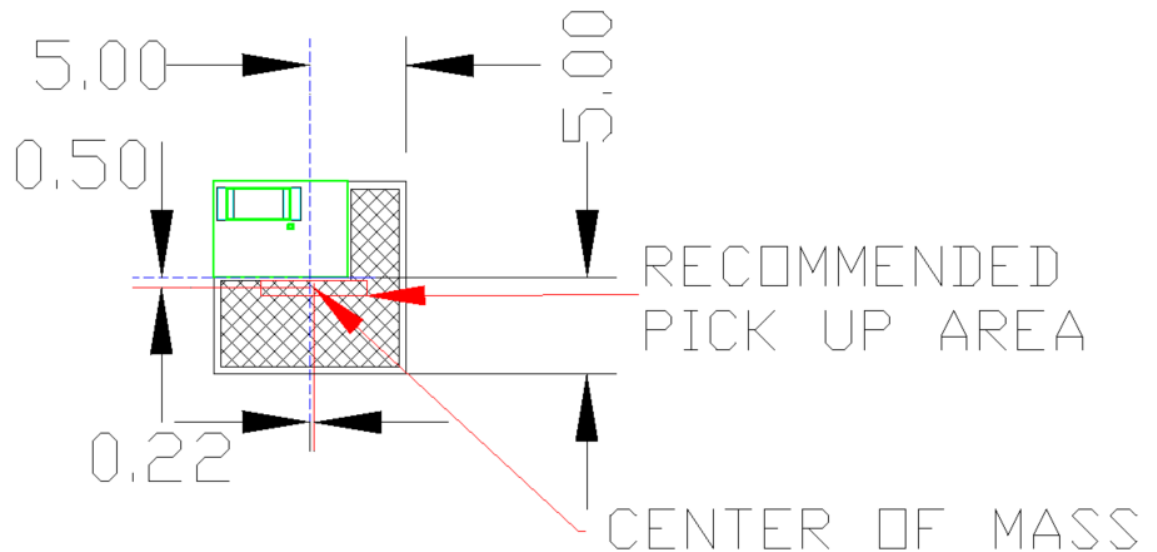 5.00
5.00
0.50
RECOMMENDED
PICK UP AREA
0.22
CENTER OF MASS